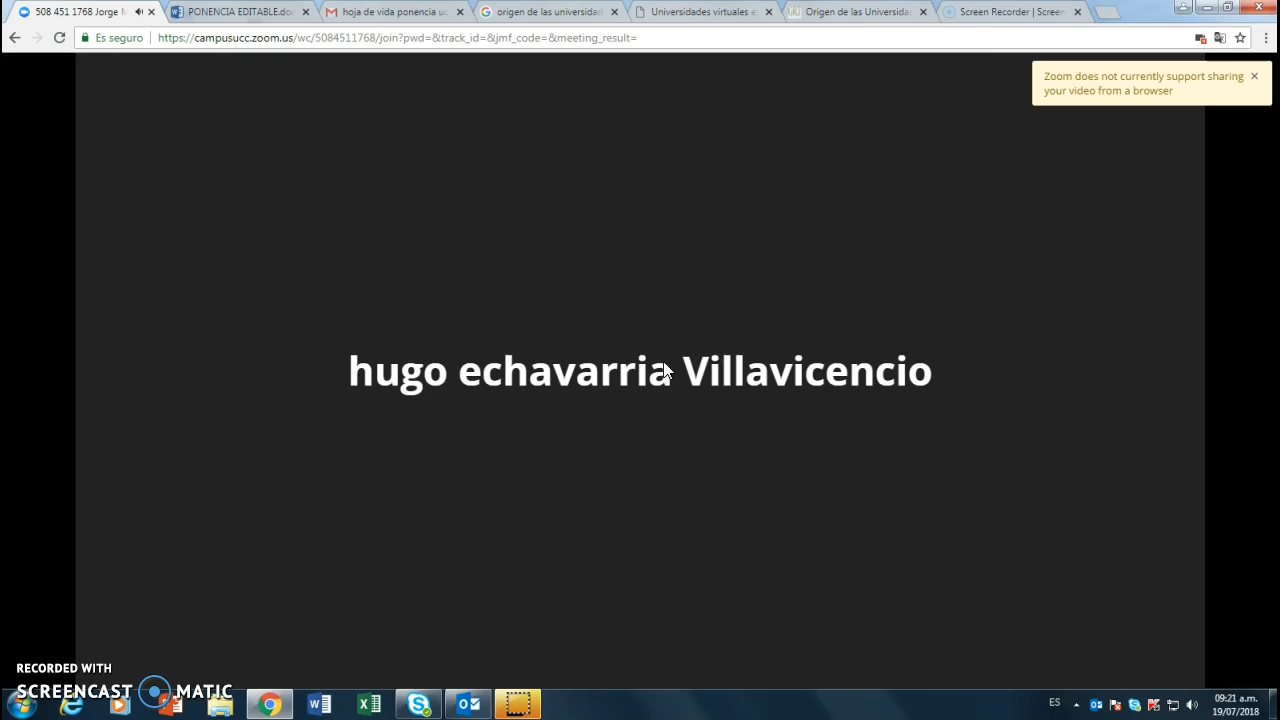 508 451 1768 Jorge M
PONENCIA EDITABLE.doc
hoja de vida ponencia uc
origen de las universidad
Universidades virtuales e
Origen de las Universida
Screen Recorder | Screen
Es seguro
https://campusucc.zoom.us/wc/5084511768/join?pwd=&track_id=&jmf_code=&meeting_result=
Zoom does not currently support sharing
your video from a browser
hugo echavarria Villavicencio
RECORDED WITH
SCREENCAST MATIC
ES
09:21 a.m.
19/07/2018